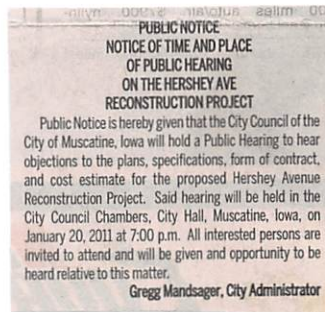 PUBLIC NOTICE
NOTICE OF TIME AND PLACE
OF PUBLIC HEARING
ON THE HERSHEY AVE
RECONSTRUCTION PROJECT
Public Notice is hereby given that the City Council of the
City of Muscatine, Iowa will hold a Public Hearing to hear
objections to the plans, specifications, form of contract,
and cost estimate for the proposed Hershey Avenue
Reconstruction Project. Said hearing will be held in the
City Council Chambers, City Hall, Muscatine, Iowa, on
January 20, 2011 at 7:00 p.m. All interested persons are
invited to attend and will be given and opportunity to be
heard relative to this matter.
Gregg Mandsager, City Administrator